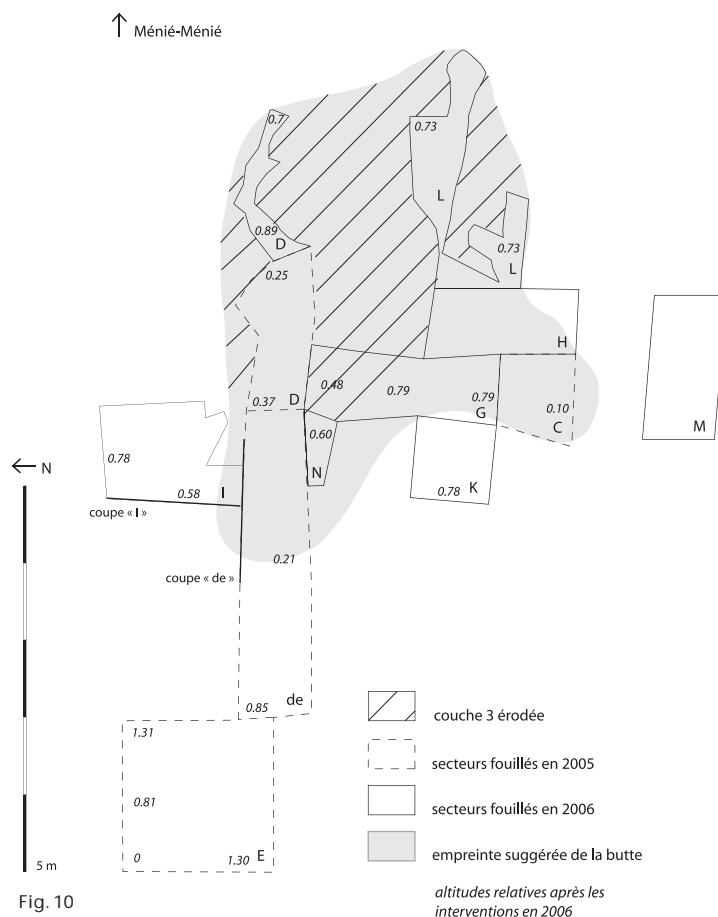 ↑ Ménié-Ménié
0.7
0.73
L
0.89
D
0.73
0.25
L
H
0.37
D
0.48
0.79
0.79
0.10
G
C
M
0.60
← N
0.78
N
0.58
I
0.78
K
coupe « I »
0.21
coupe « de »
de
0.85
couche 3 érodée
1.31
secteurs fouillés en 2005
0.81
secteurs fouillés en 2006
0
1.30
E
empreinte suggérée de la butte
5 m
altitudes relatives après les
interventions en 2006
Fig. 10